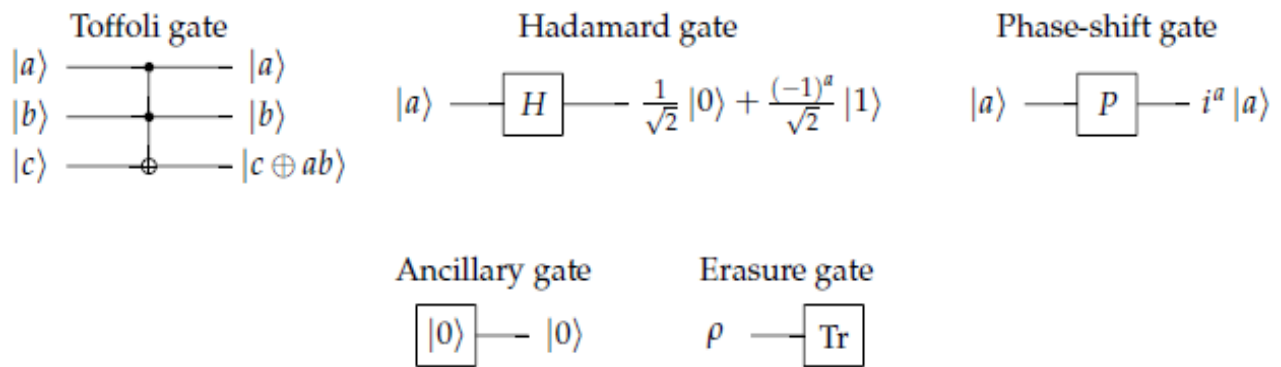 Toffoli gate Hadamard gate Phase-shift gate
|a⟩ |a⟩
|b⟩ |b⟩ |a⟩ H 1/√2 |0⟩ + (-1)^a/√2 |1⟩ |a⟩ P i^a |a⟩
|c⟩ |c ⊕ ab⟩
Ancillary gate Erasure gate
|0⟩ |0⟩ ρ Tr